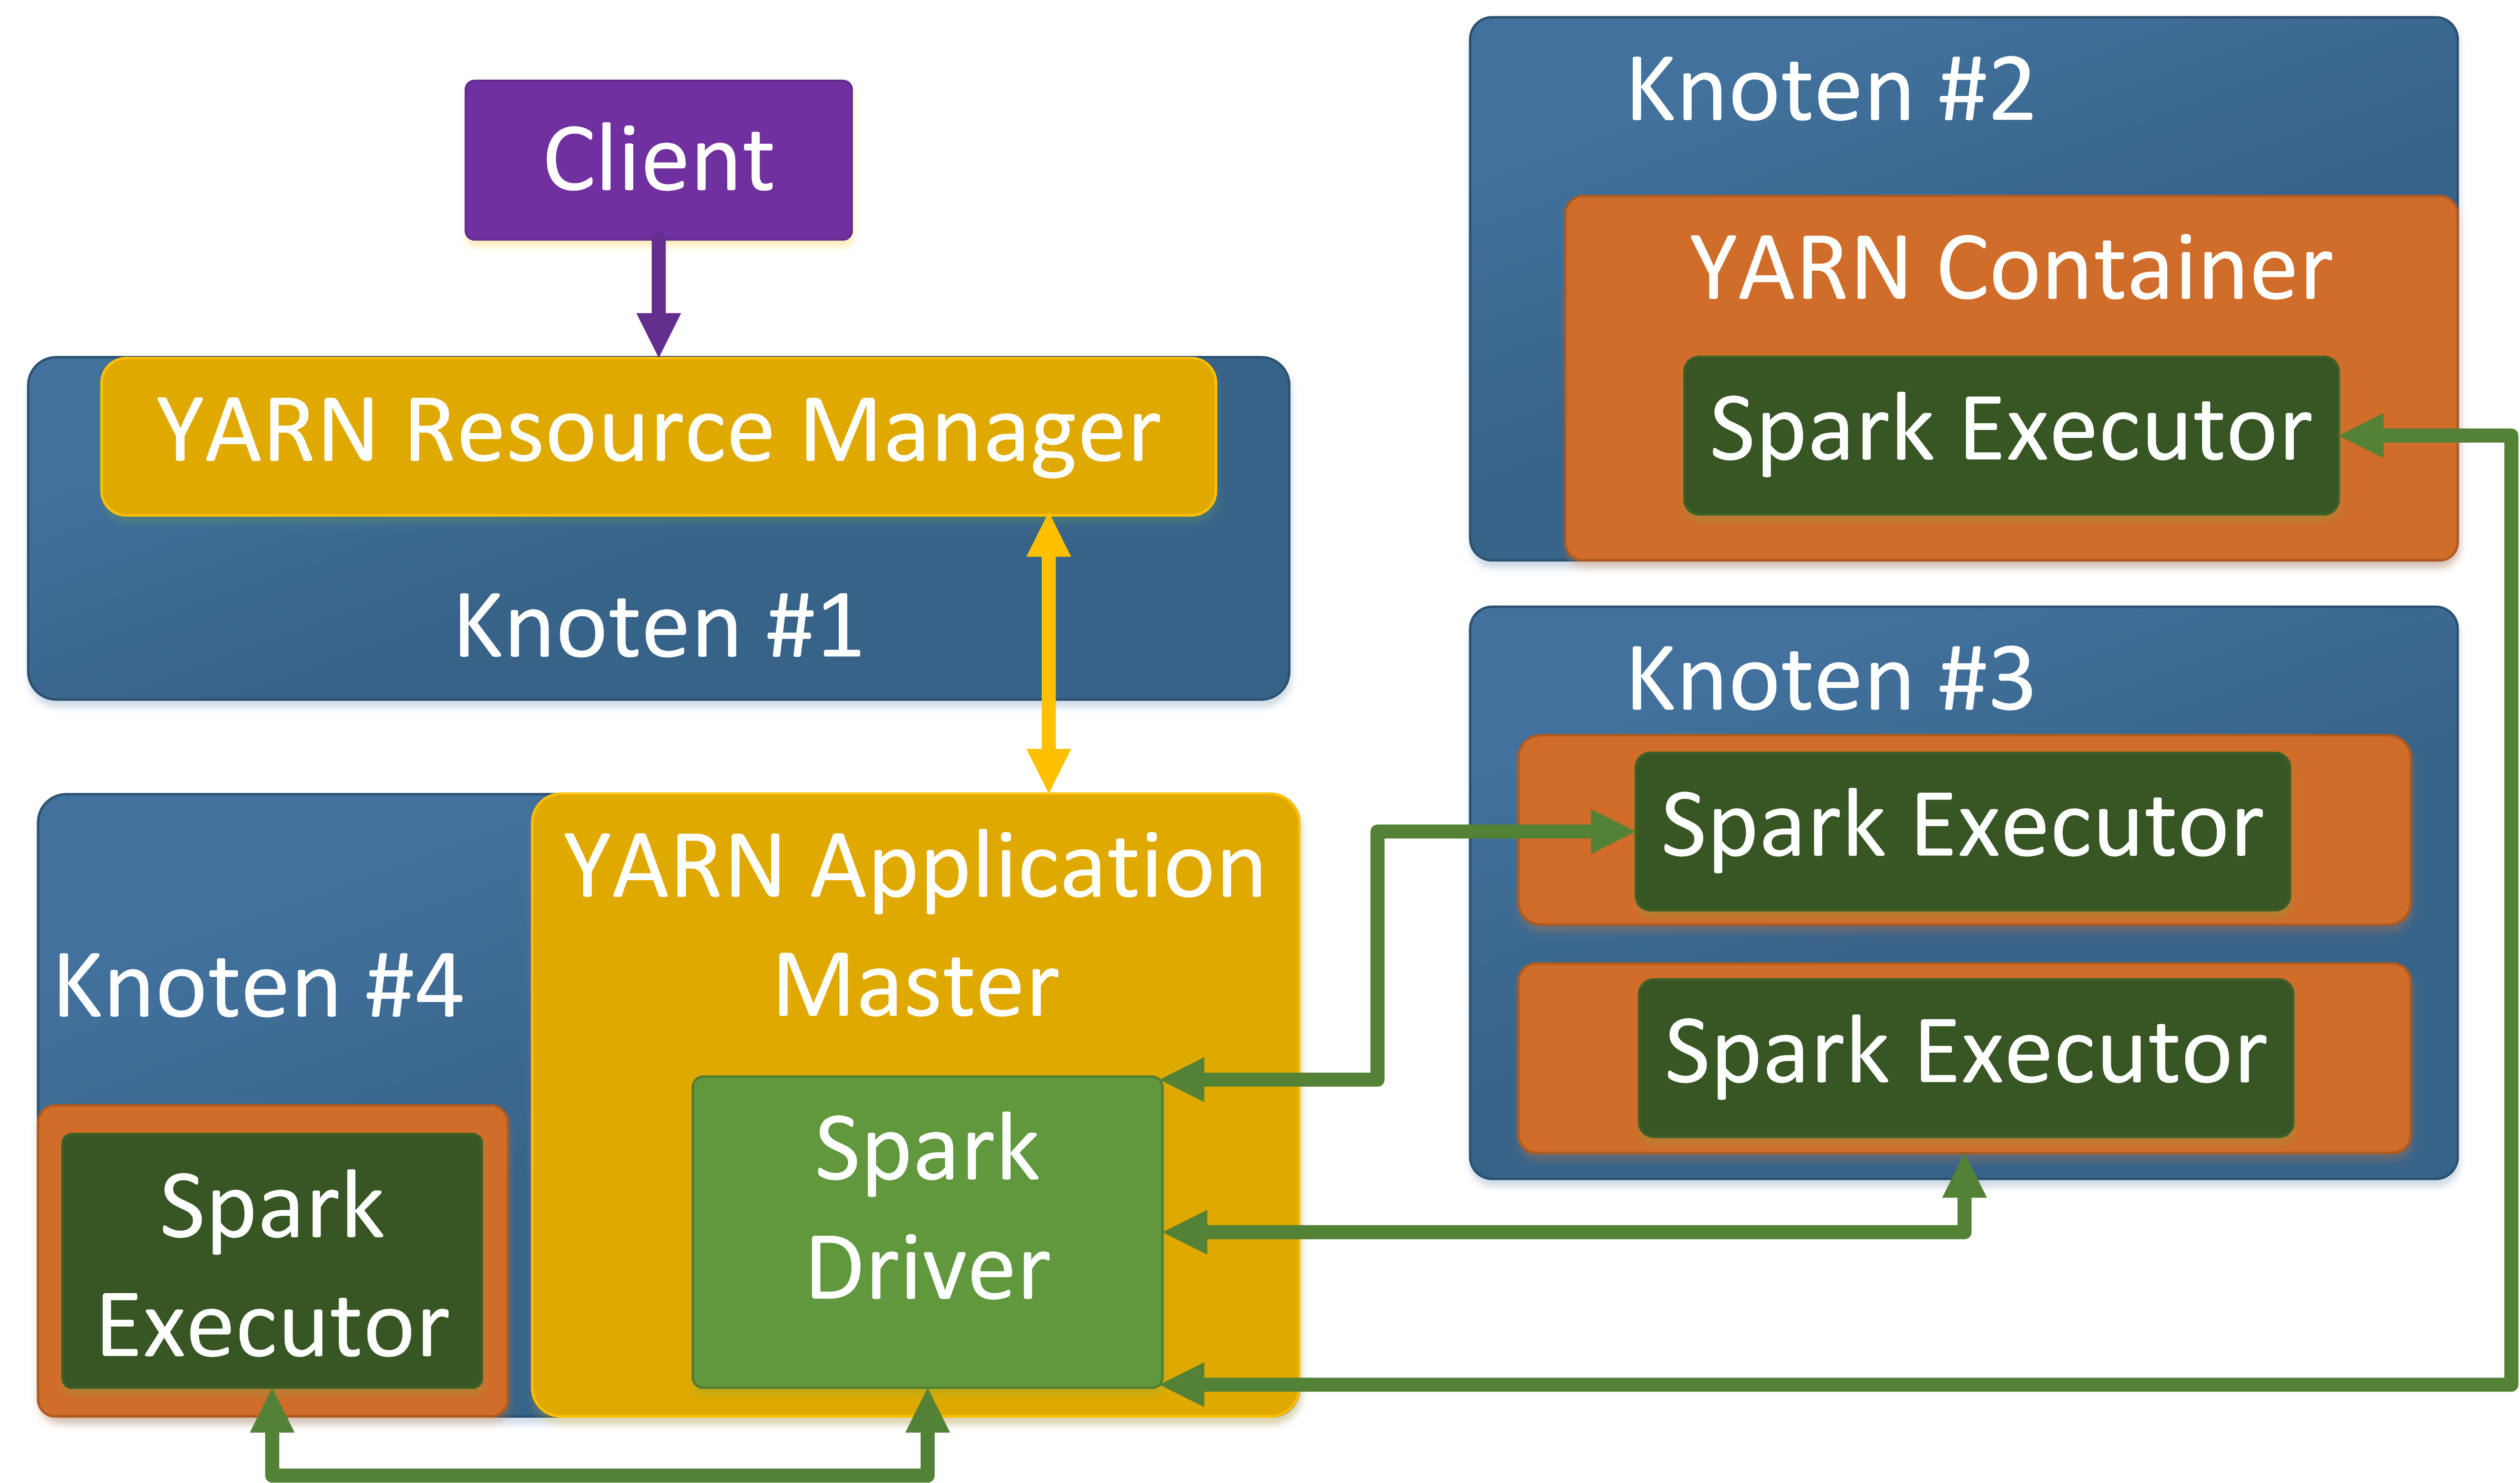 Client
YARN Resource Manager
Knoten #1
Knoten #2
YARN Container
Spark Executor
Knoten #3
Spark Executor
Spark Executor
Knoten #4
YARN Application
Master
Spark
Driver
Spark
Executor